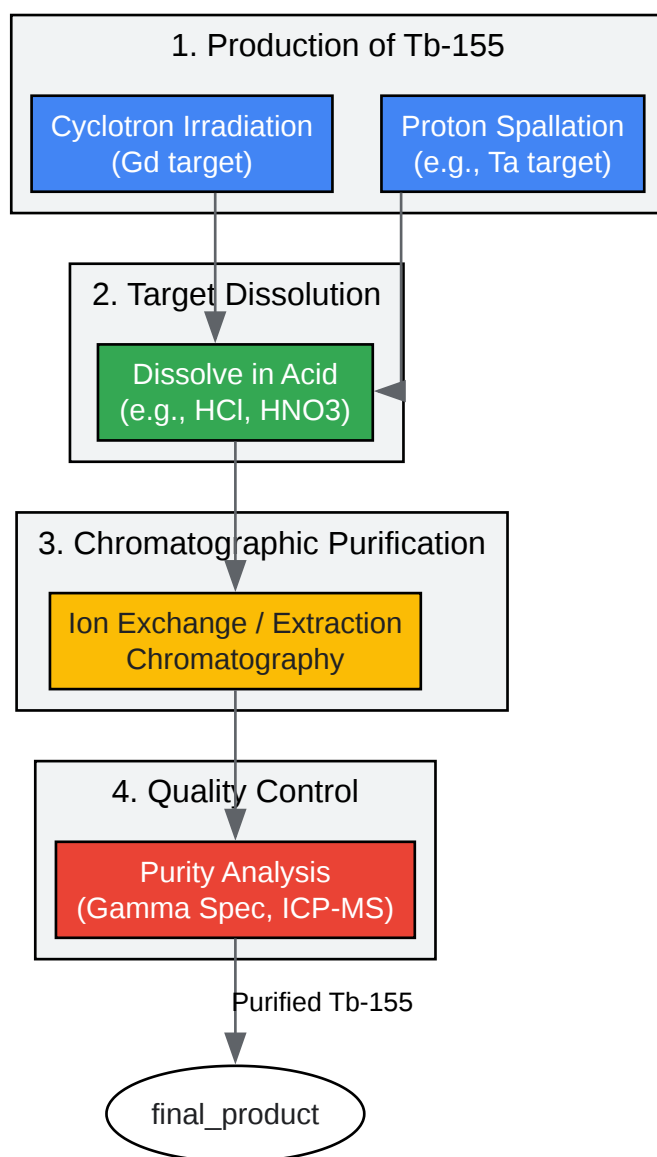 1. Production of Tb-155
Cyclotron Irradiation
(Gd target)
Proton Spallation
(e.g., Ta target)
2. Target Dissolution
Dissolve in Acid
(e.g., HCl, HNO3)
3. Chromatographic Purification
Ion Exchange / Extraction
Chromatography
4. Quality Control
Purity Analysis
(Gamma Spec, ICP-MS)
Purified Tb-155
final_product